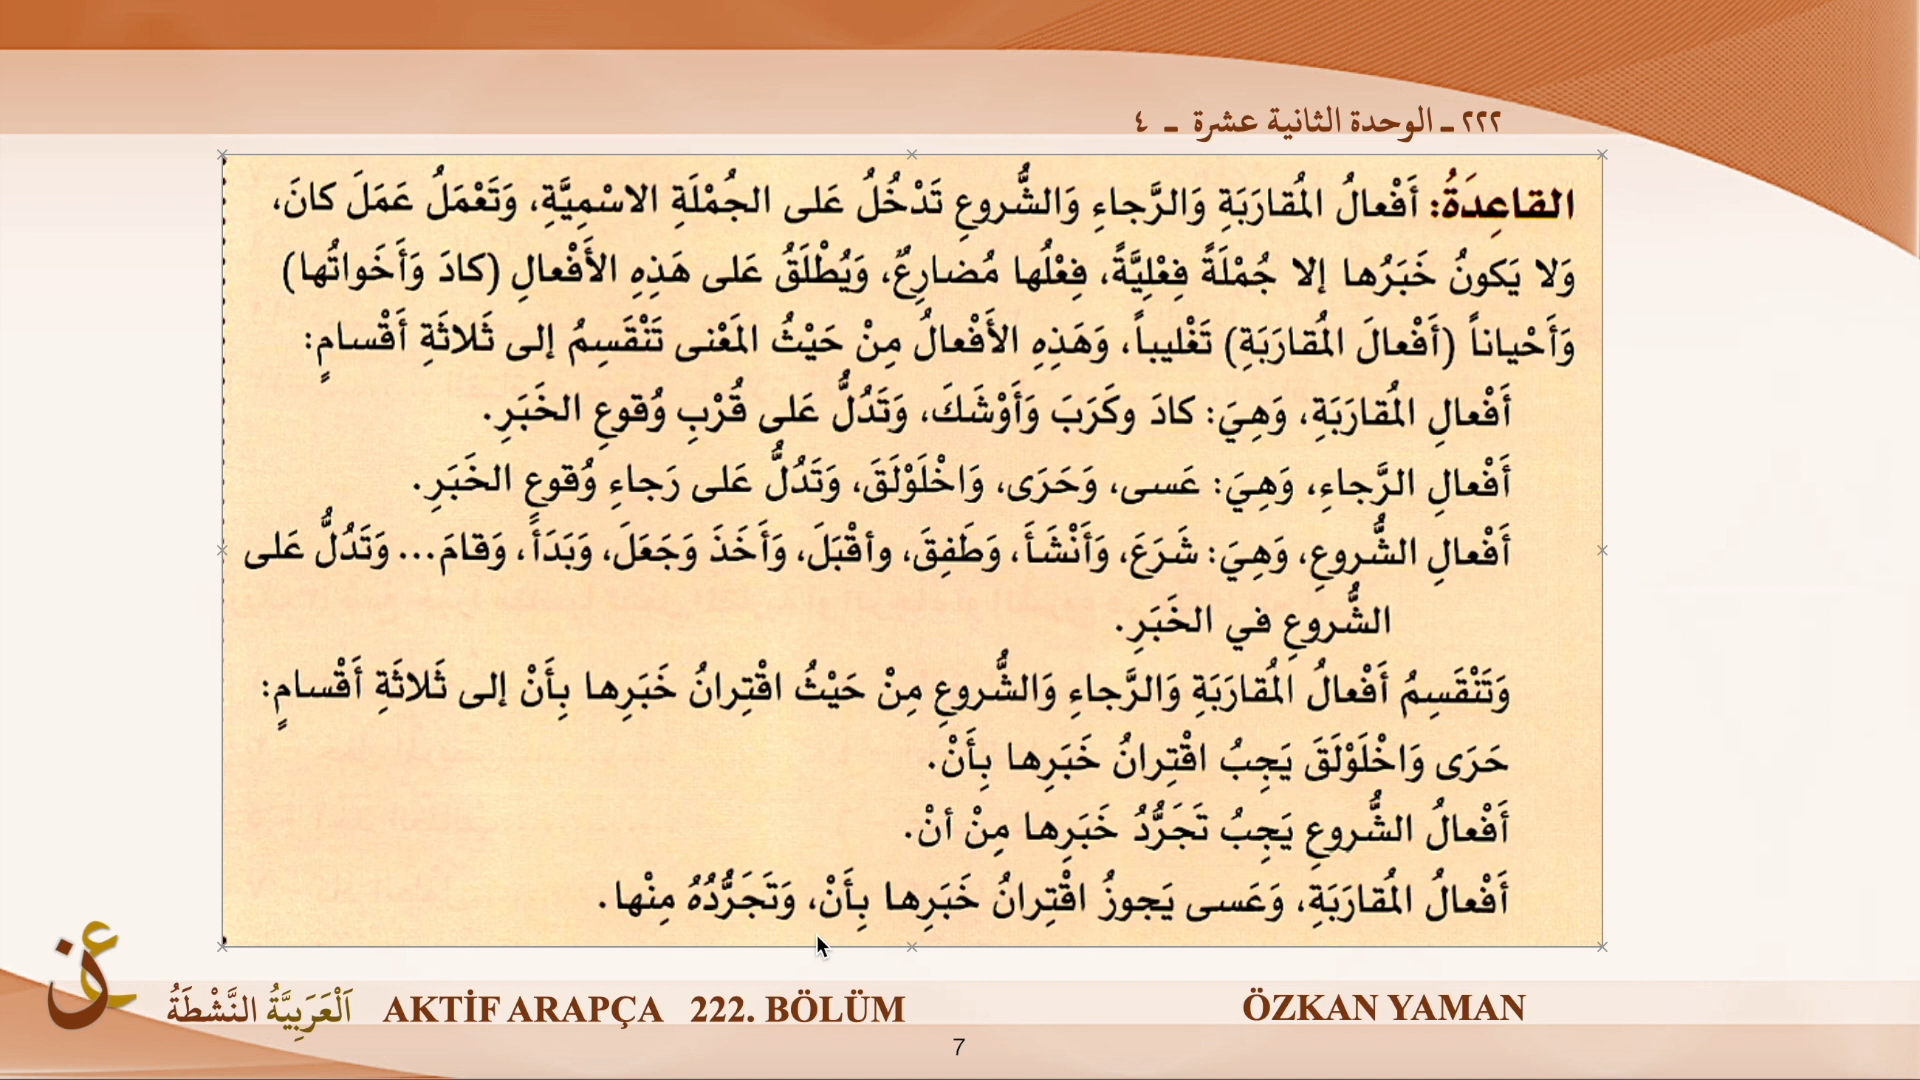 ٢٢٢ ـ الوحدة الثانية عشرة ـ ٤
القاعِدَةُ: أَفْعالُ المُقارَبَةِ وَالرَّجاءِ وَالشُّروعِ تَدْخُلُ عَلى الجُمْلَةِ الاسْمِيَّةِ، وَتَعْمَلُ عَمَلَ كانَ،
وَلا يَكونُ خَبَرُها إلا جُمْلَةً فِعْلِيَّةً، فِعْلُها مُضارِعٌ، وَيُطْلَقُ عَلى هَذِهِ الأَفْعالِ (كادَ وَأَخَواتُها)
وَأَحْياناً (أَفْعالَ المُقارَبَةِ) تَغْليباً، وَهَذِهِ الأَفْعالُ مِنْ حَيْثُ المَعْنى تَنْقَسِمُ إلى ثَلاثَةِ أَقْسامٍ:
أَفْعالِ المُقارَبَةِ، وَهِيَ: كادَ وكَرَبَ وَأَوْشَكَ، وَتَدُلُّ عَلى قُرْبِ وُقوعِ الخَبَرِ.
أَفْعالِ الرَّجاءِ، وَهِيَ: عَسى، وَحَرَى، وَاخْلَوْلَقَ، وَتَدُلُّ عَلى رَجاءِ وُقوعِ الخَبَرِ.
أَفْعالِ الشُّروعِ، وَهِيَ: شَرَعَ، وَأَنْشَأَ، وَطَفِقَ، وأقْبَلَ، وَأَخَذَ وَجَعَلَ، وَبَدَأَ، وَقامَ... وَتَدُلُّ عَلى
الشُّروعِ في الخَبَرِ.
وَتَنْقَسِمُ أَفْعالُ المُقارَبَةِ وَالرَّجاءِ وَالشُّروعِ مِنْ حَيْثُ اقْتِرانُ خَبَرِها بِأَنْ إلى ثَلاثَةِ أَقْسامٍ:
حَرَى وَاخْلَوْلَقَ يَجِبُ اقْتِرانُ خَبَرِها بِأَنْ.
أَفْعالُ الشُّروعِ يَجِبُ تَجَرُّدُ خَبَرِها مِنْ أنْ.
أَفْعالُ المُقارَبَةِ، وَعَسى يَجوزُ اقْتِرانُ خَبَرِها بِأَنْ، وَتَجَرُّدُهُ مِنْها.
اَلْعَرَبِيَّةُ النَّشْطَةُ AKTİF ARAPÇA 222. BÖLÜM ÖZKAN YAMAN
7